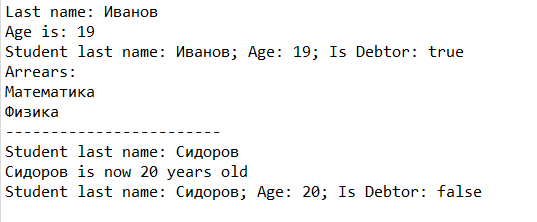 Last name: Иванов
Age is: 19
Student last name: Иванов; Age: 19; Is Debtor: true
Arrears:
Математика
Физика
------------------------
Student last name: Сидоров
Сидоров is now 20 years old
Student last name: Сидоров; Age: 20; Is Debtor: false